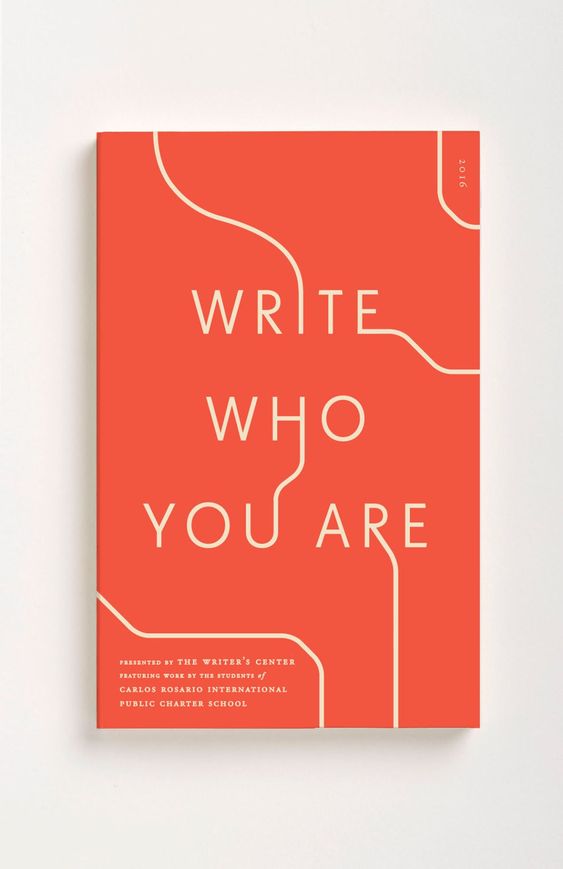 2016
WRITE
WHO
YOU ARE
PRESENTED BY THE WRITER'S CENTER
FEATURING WORK BY THE STUDENTS of
CARLOS ROSARIO INTERNATIONAL
PUBLIC CHARTER SCHOOL